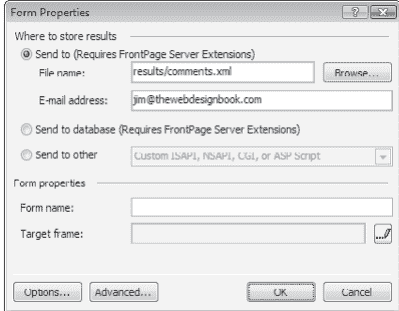 Form Properties
Where to store results
Send to (Requires FrontPage Server Extensions)
File name: results/comments.xml Browse...
E-mail address: jim@thewebdesignbook.com
Send to database (Requires FrontPage Server Extensions)
Send to other Custom ISAPI, NSAPI, CGI, or ASP Script
Form properties
Form name:
Target frame:
Options... Advanced... OK Cancel